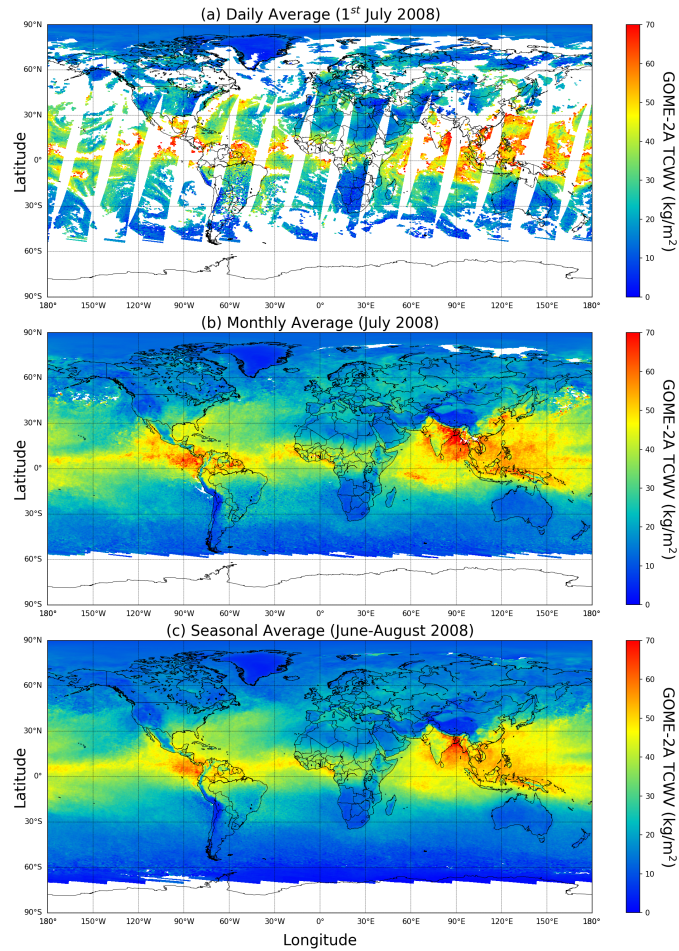 (a) Daily Average (1st July 2008)
90°N
60°N
30°N
0°
30°S
60°S
90°S
Latitude
180° 150°W 120°W 90°W 60°W 30°W 0° 30°E 60°E 90°E 120°E 150°E 180°
70
60
50
40
30
20
10
0
GOME-2A TCWV (kg/m²)
(b) Monthly Average (July 2008)
90°N
60°N
30°N
0°
30°S
60°S
90°S
Latitude
180° 150°W 120°W 90°W 60°W 30°W 0° 30°E 60°E 90°E 120°E 150°E 180°
70
60
50
40
30
20
10
0
GOME-2A TCWV (kg/m²)
(c) Seasonal Average (June-August 2008)
90°N
60°N
30°N
0°
30°S
60°S
90°S
Latitude
180° 150°W 120°W 90°W 60°W 30°W 0° 30°E 60°E 90°E 120°E 150°E 180°
70
60
50
40
30
20
10
0
GOME-2A TCWV (kg/m²)
Longitude